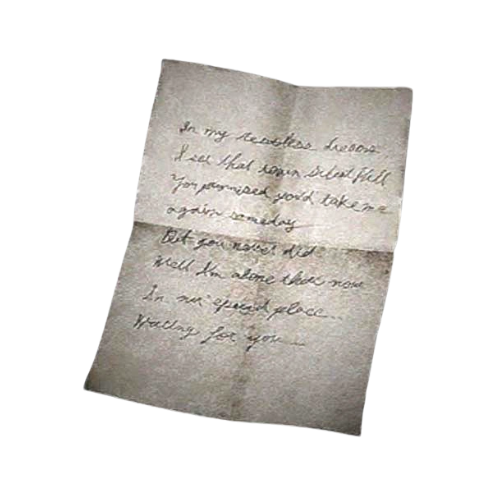 In my restless dreams
I see that town Silent Hill
You promised you'd take me
again someday
But you never did
Well I'm alone there now
In our special place...
Waiting for you...